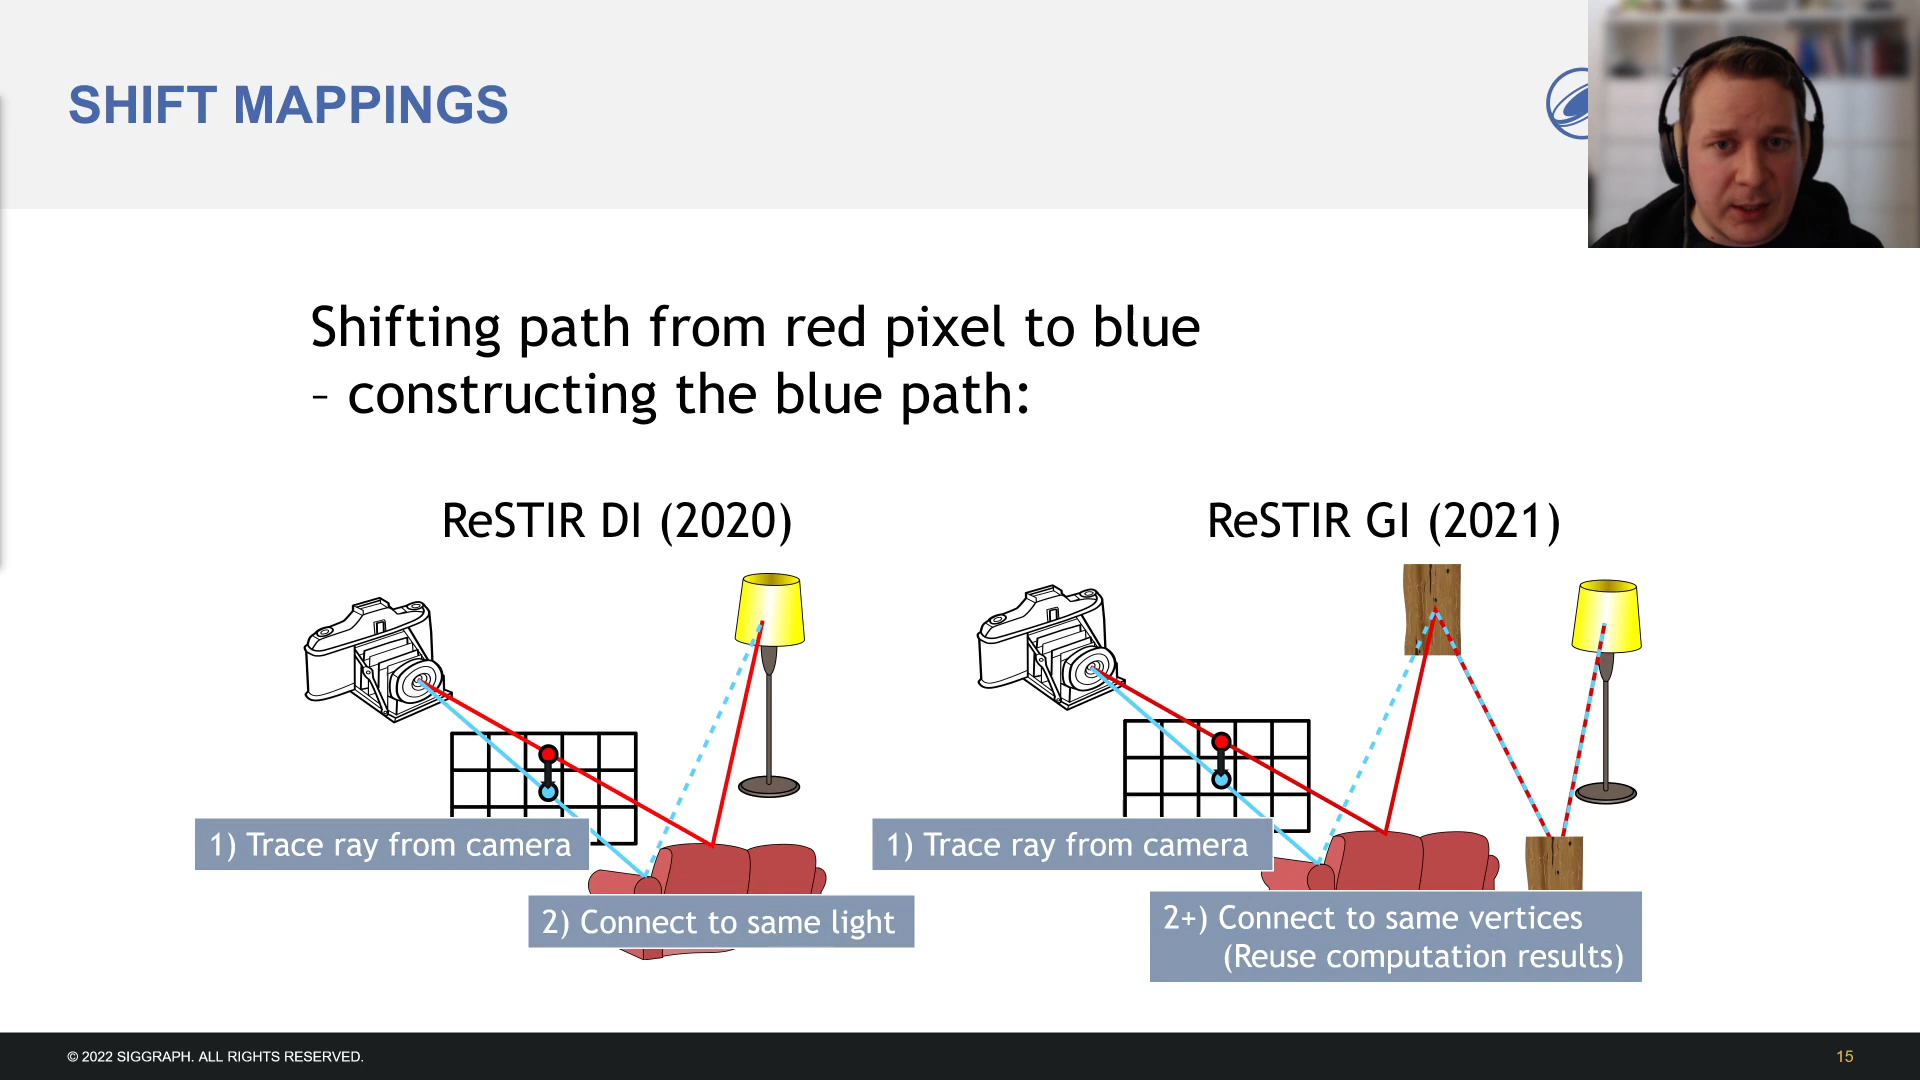 SHIFT MAPPINGS
Shifting path from red pixel to blue
– constructing the blue path:
ReSTIR DI (2020)
1) Trace ray from camera
2) Connect to same light
ReSTIR GI (2021)
1) Trace ray from camera
2+) Connect to same vertices
(Reuse computation results)
© 2022 SIGGRAPH. ALL RIGHTS RESERVED.
15